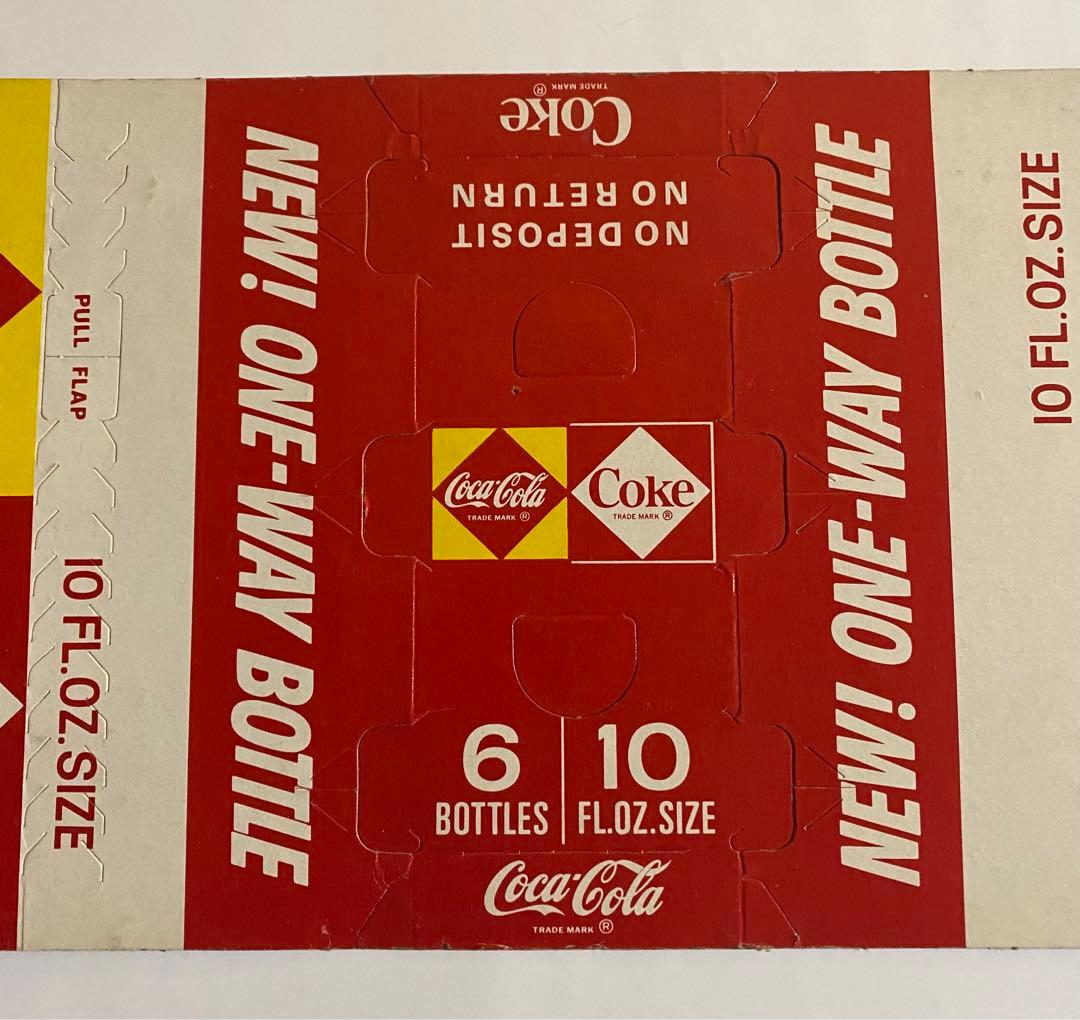 Coke
TRADE MARK ®
NO DEPOSIT
NO RETURN
NEW! ONE-WAY BOTTLE
NEW! ONE-WAY BOTTLE
PULL FLAP
10 FL.OZ.SIZE
10 FL.OZ.SIZE
Coca-Cola
TRADE MARK ®
Coke
TRADE MARK ®
6 BOTTLES
10 FL.OZ.SIZE
Coca-Cola
TRADE MARK ®